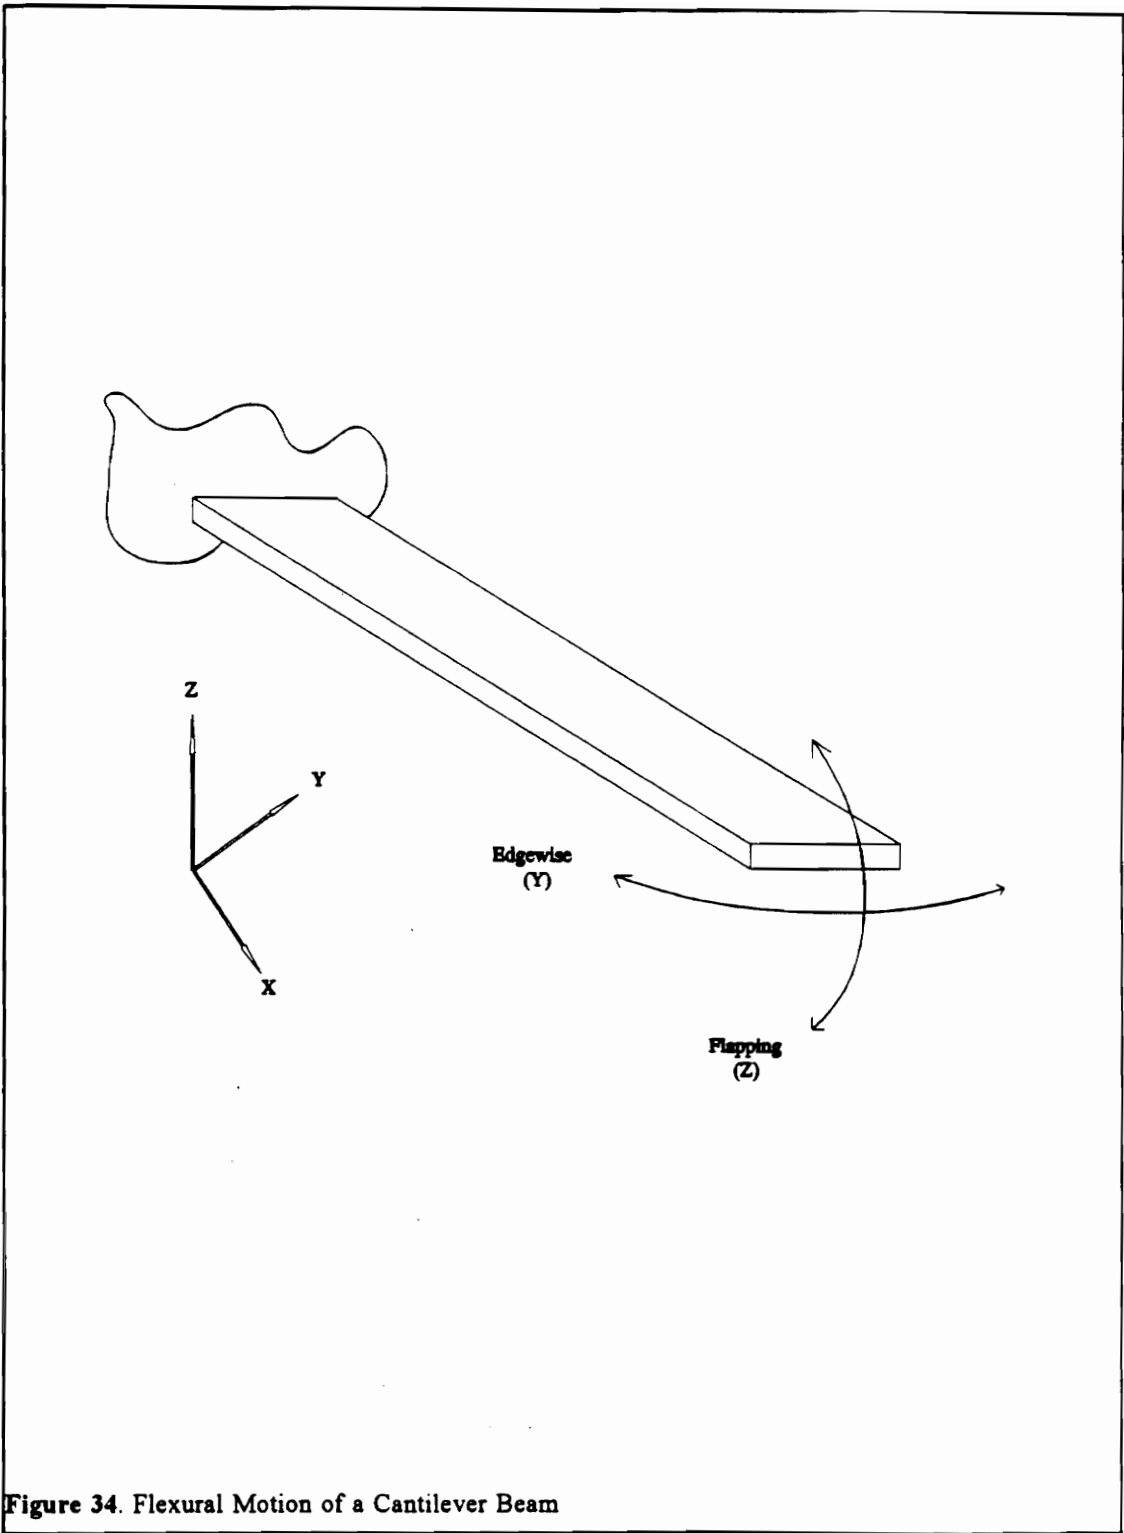 Z
Y
X
Edgewise
(Y)
Flapping
(Z)
Figure 34. Flexural Motion of a Cantilever Beam